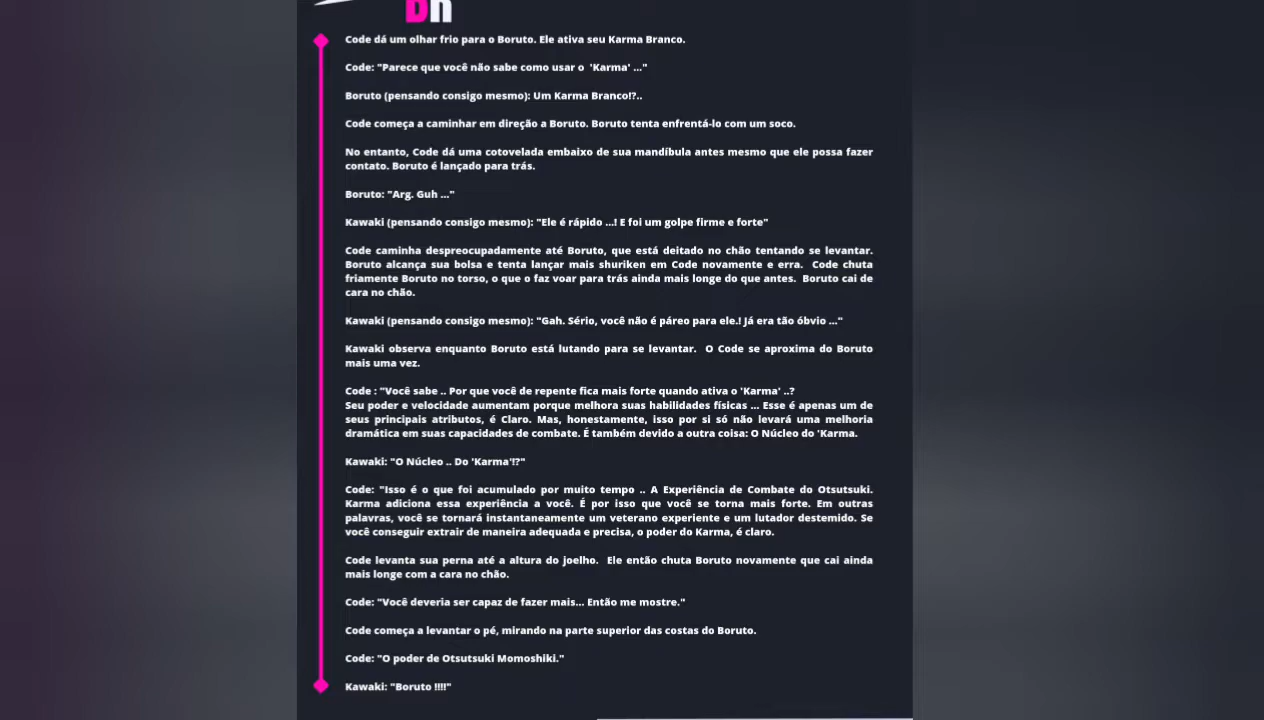 Dn
Code dá um olhar frio para o Boruto. Ele ativa seu Karma Branco.
Code: "Parece que você não sabe como usar o  'Karma' ..."
Boruto (pensando consigo mesmo): Um Karma Branco!?..
Code começa a caminhar em direção a Boruto. Boruto tenta enfrentá-lo com um soco.
No entanto, Code dá uma cotovelada embaixo de sua mandíbula antes mesmo que ele possa fazer
contato. Boruto é lançado para trás.
Boruto: "Arg. Guh ..."
Kawaki (pensando consigo mesmo): "Ele é rápido ...! E foi um golpe firme e forte"
Code caminha despreocupadamente até Boruto, que está deitado no chão tentando se levantar.
Boruto alcança sua bolsa e tenta lançar mais shuriken em Code novamente e erra.  Code chuta
friamente Boruto no torso, o que o faz voar para trás ainda mais longe do que antes.  Boruto cai de
cara no chão.
Kawaki (pensando consigo mesmo): "Gah. Sério, você não é páreo para ele.! Já era tão óbvio ..."
Kawaki observa enquanto Boruto está lutando para se levantar.  O Code se aproxima do Boruto
mais uma vez.
Code : "Você sabe .. Por que você de repente fica mais forte quando ativa o 'Karma' ..?
Seu poder e velocidade aumentam porque melhora suas habilidades físicas ... Esse é apenas um de
seus principais atributos, é Claro. Mas, honestamente, isso por si só não levará uma melhoria
dramática em suas capacidades de combate. É também devido a outra coisa: O Núcleo do 'Karma.
Kawaki: "O Núcleo .. Do 'Karma'!?"
Code: "Isso é o que foi acumulado por muito tempo .. A Experiência de Combate do Otsutsuki.
Karma adiciona essa experiência a você. É por isso que você se torna mais forte. Em outras
palavras, você se tornará instantaneamente um veterano experiente e um lutador destemido. Se
você conseguir extrair de maneira adequada e precisa, o poder do Karma, é claro.
Code levanta sua perna até a altura do joelho.  Ele então chuta Boruto novamente que cai ainda
mais longe com a cara no chão.
Code: "Você deveria ser capaz de fazer mais... Então me mostre."
Code começa a levantar o pé, mirando na parte superior das costas do Boruto.
Code: "O poder de Otsutsuki Momoshiki."
Kawaki: "Boruto !!!!"